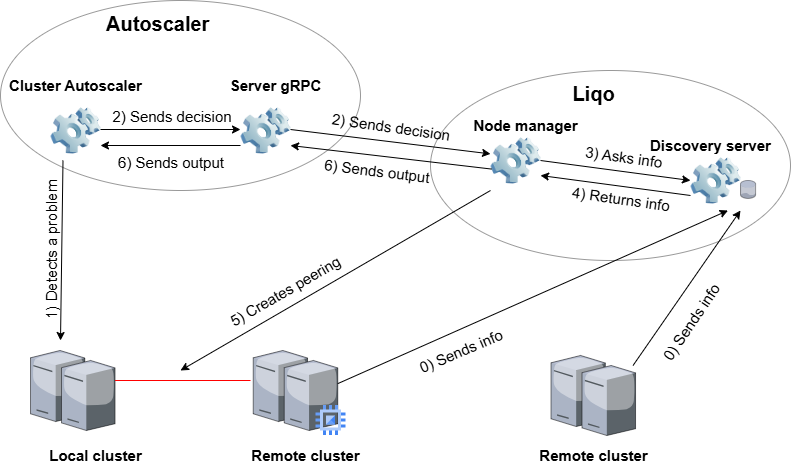 Autoscaler
Cluster Autoscaler
Server gRPC
2) Sends decision
6) Sends output
2) Sends decision
6) Sends output
Liqo
Node manager
Discovery server
3) Asks info
4) Returns info
1) Detects a problem
5) Creates peering
0) Sends info
0) Sends info
Local cluster
Remote cluster
Remote cluster